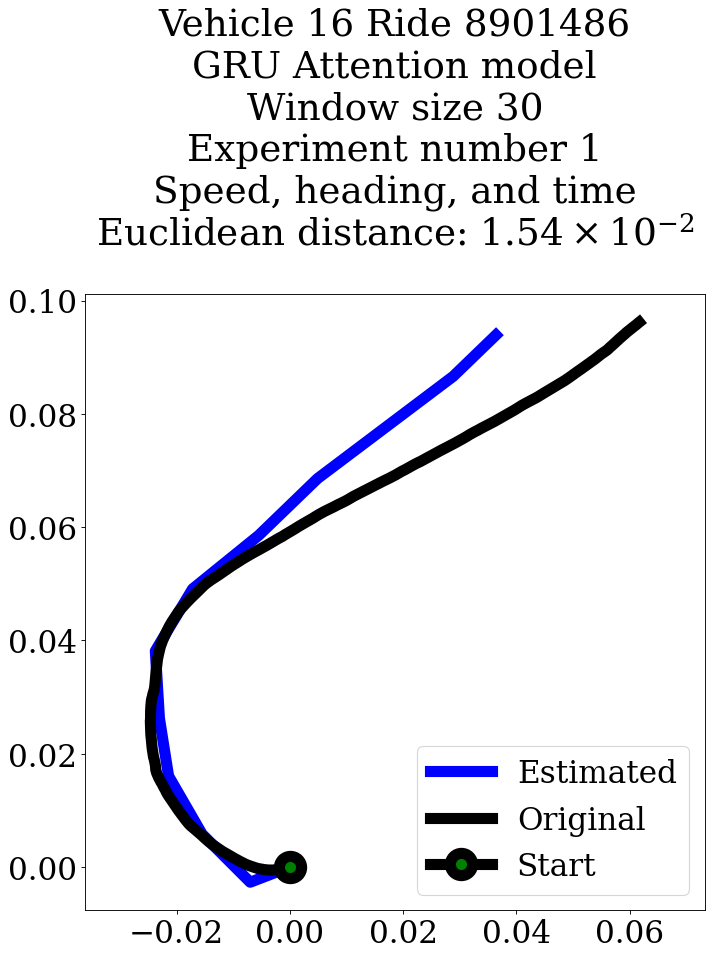 Vehicle 16 Ride 8901486
GRU Attention model
Window size 30
Experiment number 1
Speed, heading, and time
Euclidean distance: 1.54 × 10⁻²
0.10
0.08
0.06
0.04
0.02
0.00
−0.02 0.00 0.02 0.04 0.06
Estimated
Original
Start